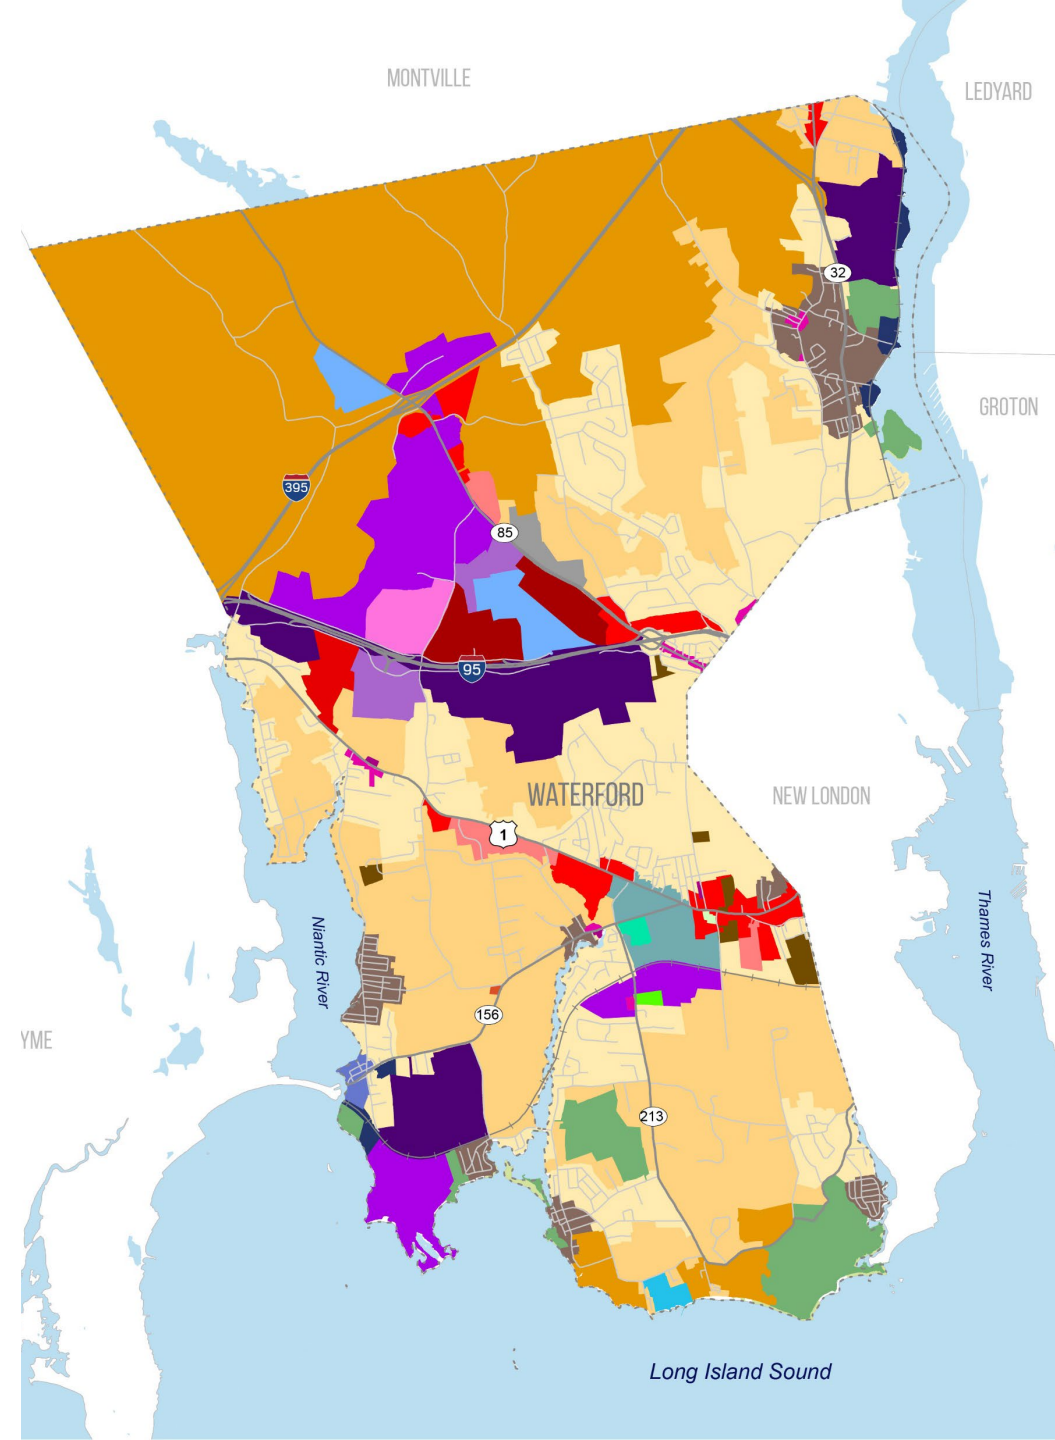 MONTVILLE
LEDYARD
32
GROTON
395
85
95
WATERFORD
NEW LONDON
1
Niantic River
Thames River
156
YME
213
Long Island Sound